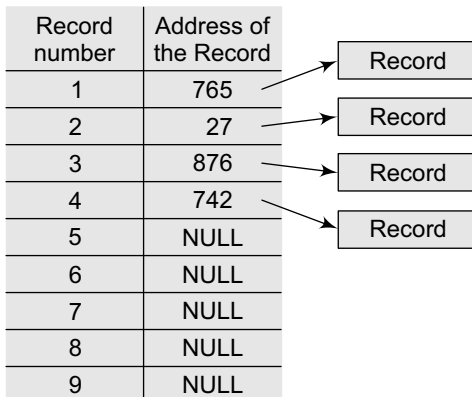 Record number Address of the Record
1 765 Record
2 27 Record
3 876 Record
4 742 Record
5 NULL
6 NULL
7 NULL
8 NULL
9 NULL